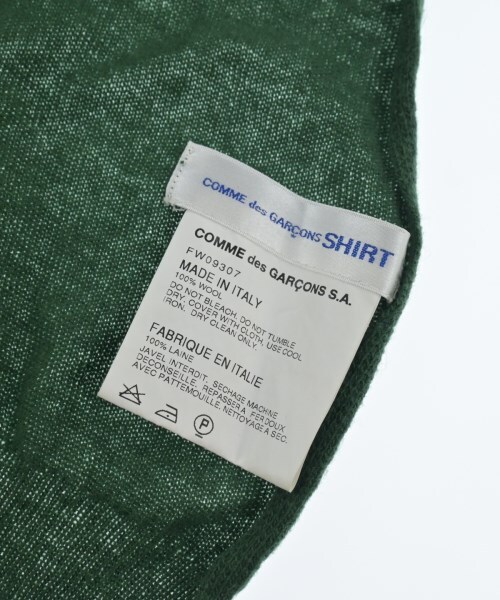 COMME des GARÇONS SHIRT
COMME des GARÇONS S.A.
FW09307
MADE IN ITALY
100% WOOL
DO NOT BLEACH. DO NOT TUMBLE
DRY. COVER WITH CLOTH. USE COOL
IRON. DRY CLEAN ONLY.
FABRIQUE EN ITALIE
100% LAINE
JAVEL INTERDIT. SECHAGE MACHINE
DECONSEILLE. REPASSER A FER DOUX
AVEC PATTEMOUILLE. NETTOYAGE A SEC.
P